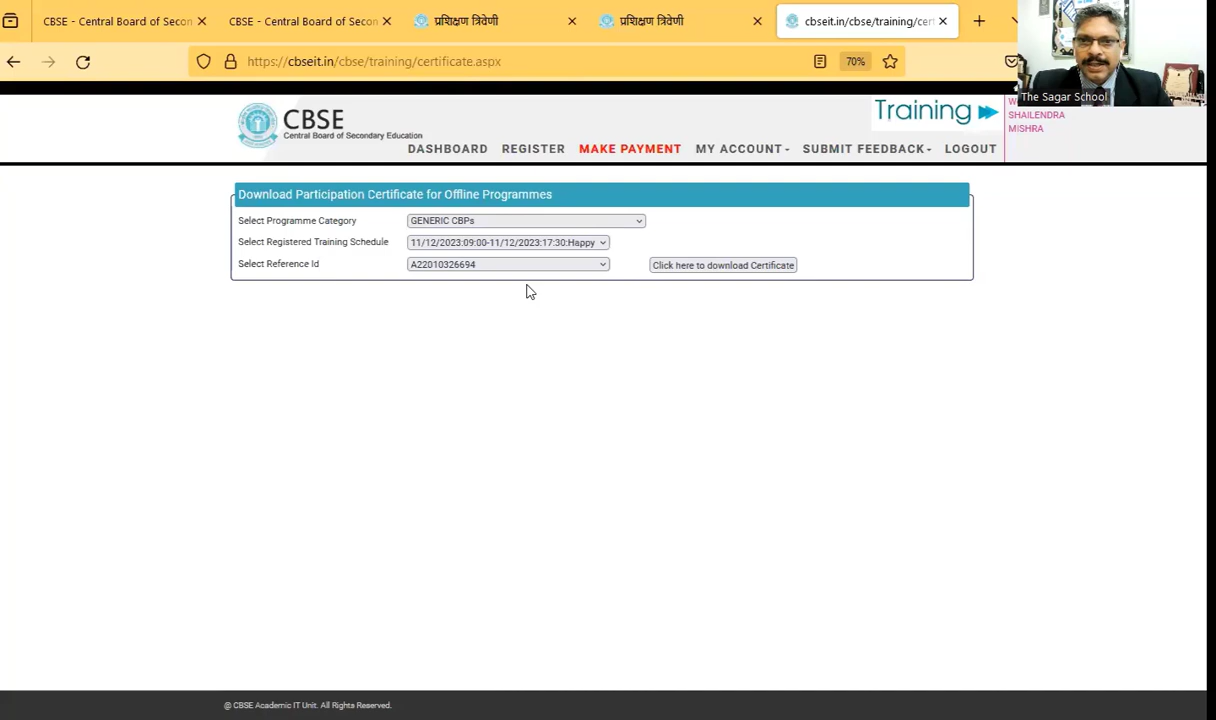 CBSE - Central Board of Secon
CBSE - Central Board of Secon
प्रशिक्षण त्रिवेणी
प्रशिक्षण त्रिवेणी
cbseit.in/cbse/training/cert
https://cbseit.in/cbse/training/certificate.aspx
70%
The Sagar School
CBSE
Central Board of Secondary Education
Training
SHAILENDRA
MISHRA
DASHBOARD REGISTER MAKE PAYMENT MY ACCOUNT SUBMIT FEEDBACK LOGOUT
Download Participation Certificate for Offline Programmes
Select Programme Category GENERIC CBPs
Select Registered Training Schedule 11/12/2023:09:00-11/12/2023:17:30:Happy
Select Reference Id A22010326694 Click here to download Certificate
@ CBSE Academic IT Unit. All Rights Reserved.